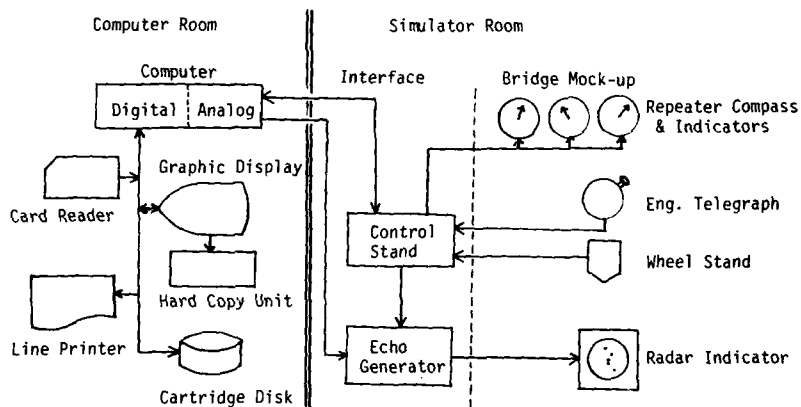 Computer Room
Simulator Room
Computer
Digital
Analog
Interface
Bridge Mock-up
Repeater Compass
& Indicators
Card Reader
Graphic Display
Hard Copy Unit
Line Printer
Cartridge Disk
Control
Stand
Eng. Telegraph
Wheel Stand
Echo
Generator
Radar Indicator